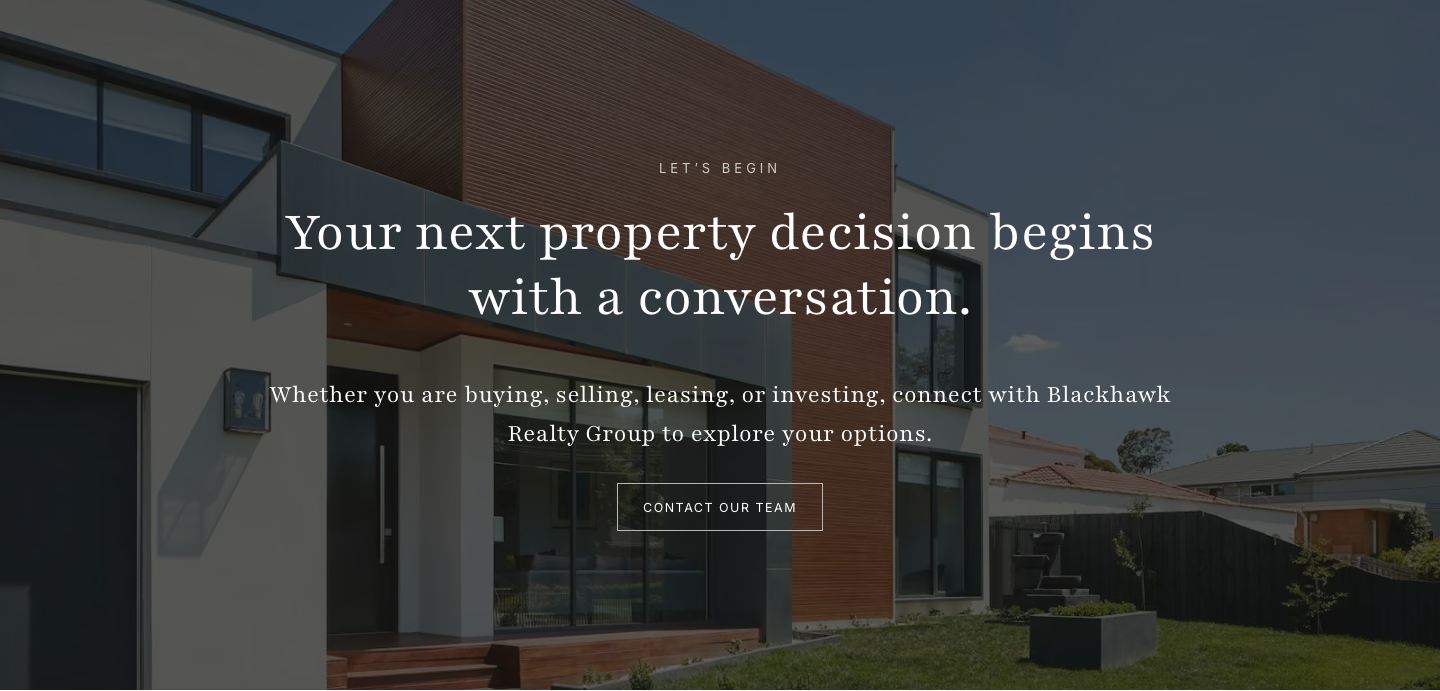 LET’S BEGIN
Your next property decision begins
with a conversation.
Whether you are buying, selling, leasing, or investing, connect with Blackhawk
Realty Group to explore your options.
CONTACT OUR TEAM